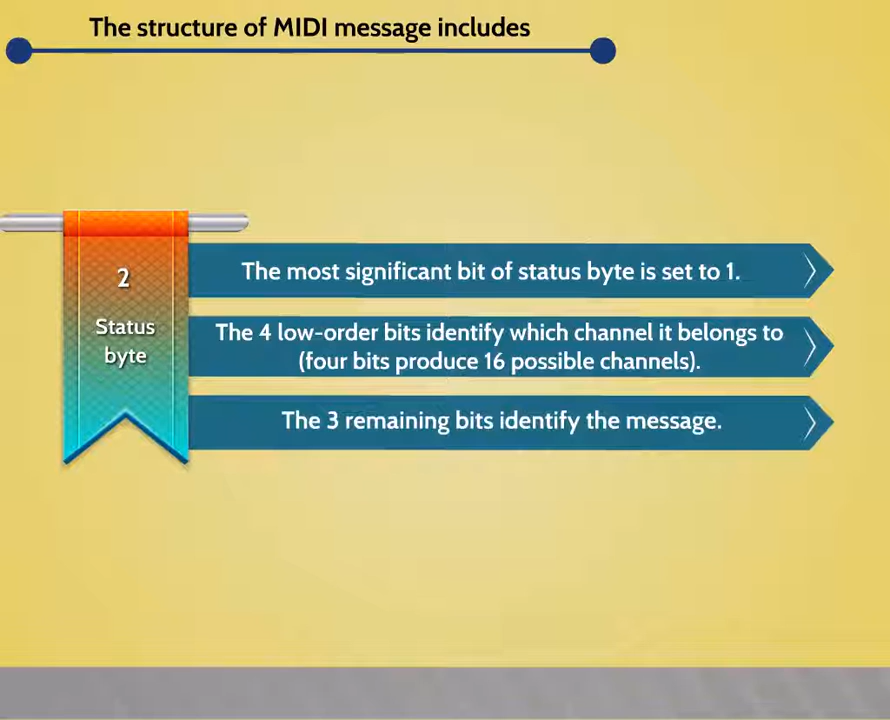 The structure of MIDI message includes
2
Status
byte
The most significant bit of status byte is set to 1.
The 4 low-order bits identify which channel it belongs to
(four bits produce 16 possible channels).
The 3 remaining bits identify the message.